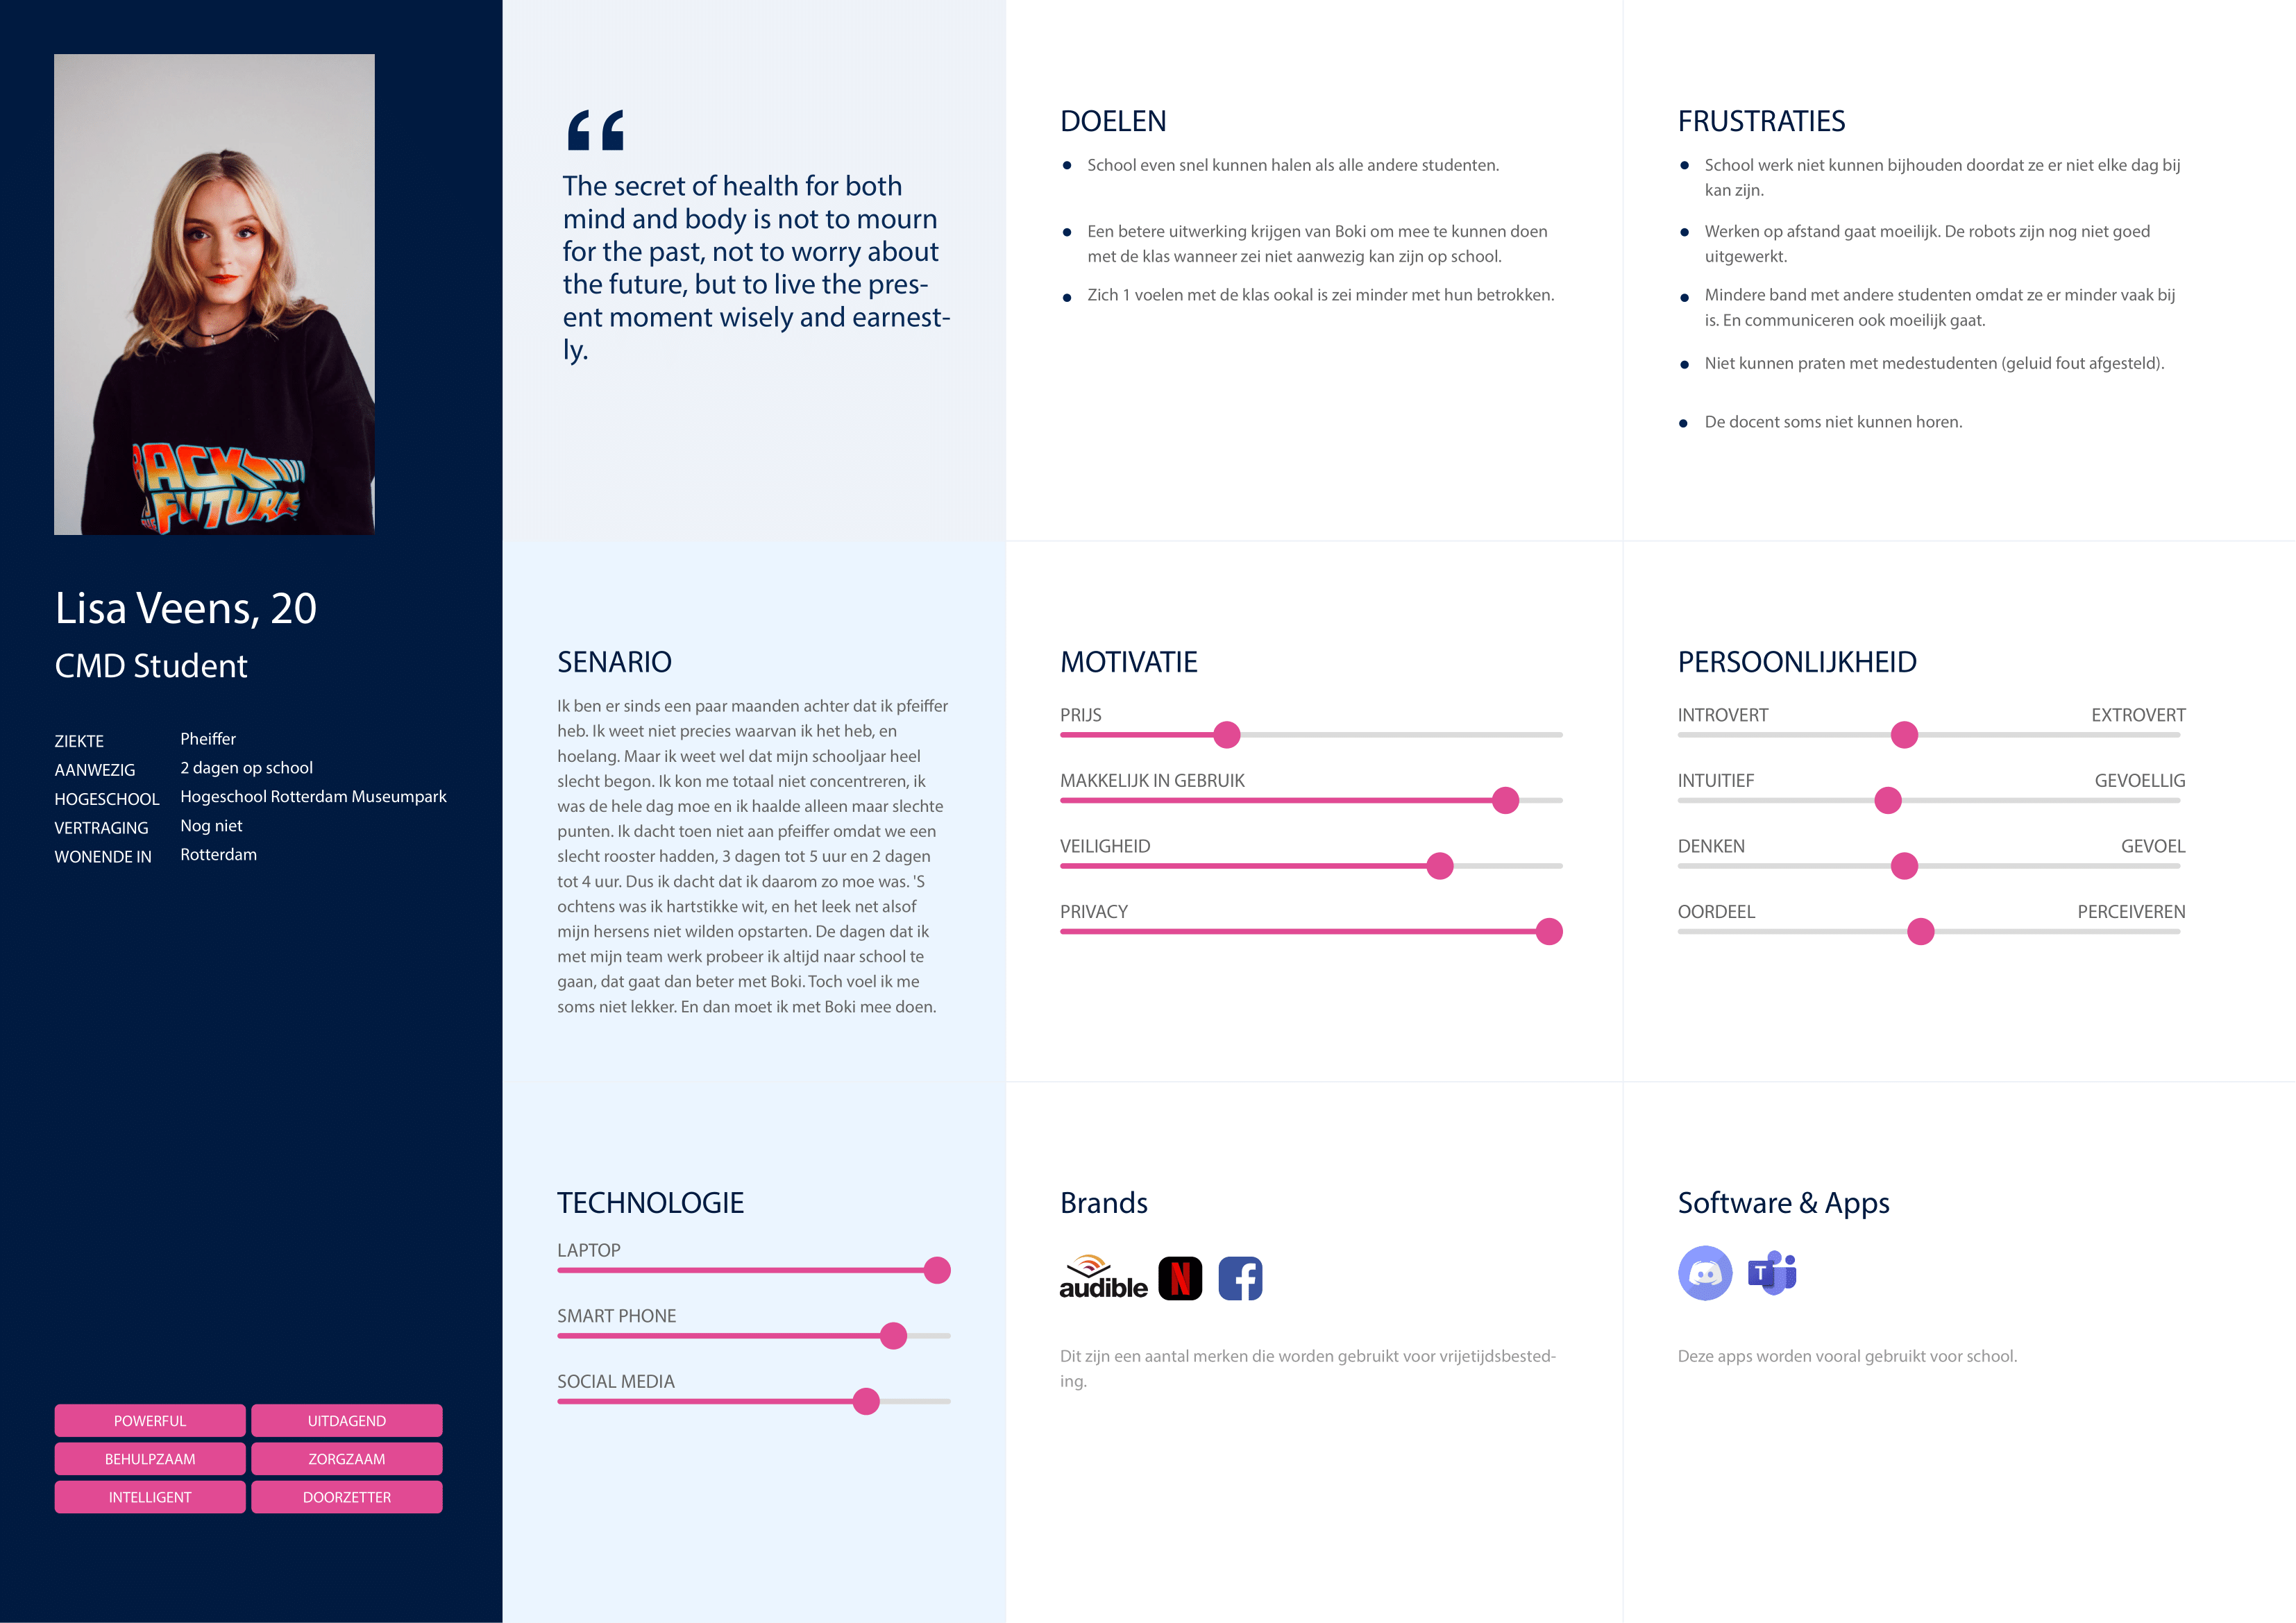 BACK
FUTURE
Lisa Veens, 20
CMD Student
ZIEKTE Pheiffer
AANWEZIG 2 dagen op school
HOGESCHOOL Hogeschool Rotterdam Museumpark
VERTRAGING Nog niet
WONENDE IN Rotterdam
POWERFUL UITDAGEND
BEHULPZAAM ZORGZAAM
INTELLIGENT DOORZETTER
“
The secret of health for both
mind and body is not to mourn
for the past, not to worry about
the future, but to live the pres-
ent moment wisely and earnest-
ly.
SENARIO
Ik ben er sinds een paar maanden achter dat ik pfeiffer
heb. Ik weet niet precies waarvan ik het heb, en
hoelang. Maar ik weet wel dat mijn schooljaar heel
slecht begon. Ik kon me totaal niet concentreren, ik
was de hele dag moe en ik haalde alleen maar slechte
punten. Ik dacht toen niet aan pfeiffer omdat we een
slecht rooster hadden, 3 dagen tot 5 uur en 2 dagen
tot 4 uur. Dus ik dacht dat ik daarom zo moe was. 'S
ochtens was ik hartstikke wit, en het leek net alsof
mijn hersens niet wilden opstarten. De dagen dat ik
met mijn team werk probeer ik altijd naar school te
gaan, dat gaat dan beter met Boki. Toch voel ik me
soms niet lekker. En dan moet ik met Boki mee doen.
TECHNOLOGIE
LAPTOP
SMART PHONE
SOCIAL MEDIA
DOELEN
• School even snel kunnen halen als alle andere studenten.
• Een betere uitwerking krijgen van Boki om mee te kunnen doen
met de klas wanneer zei niet aanwezig kan zijn op school.
• Zich 1 voelen met de klas ookal is zei minder met hun betrokken.
MOTIVATIE
PRIJS
MAKKELIJK IN GEBRUIK
VEILIGHEID
PRIVACY
Brands
audible N f
Dit zijn een aantal merken die worden gebruikt voor vrijetijdsbested-
ing.
FRUSTRATIES
• School werk niet kunnen bijhouden doordat ze er niet elke dag bij
kan zijn.
• Werken op afstand gaat moeilijk. De robots zijn nog niet goed
uitgewerkt.
• Mindere band met andere studenten omdat ze er minder vaak bij
is. En communiceren ook moeilijk gaat.
• Niet kunnen praten met medestudenten (geluid fout afgesteld).
• De docent soms niet kunnen horen.
PERSOONLIJKHEID
INTROVERT EXTROVERT
INTUITIEF GEVOELLIG
DENKEN GEVOEL
OORDEEL PERCEIVEREN
Software & Apps
T
Deze apps worden vooral gebruikt voor school.